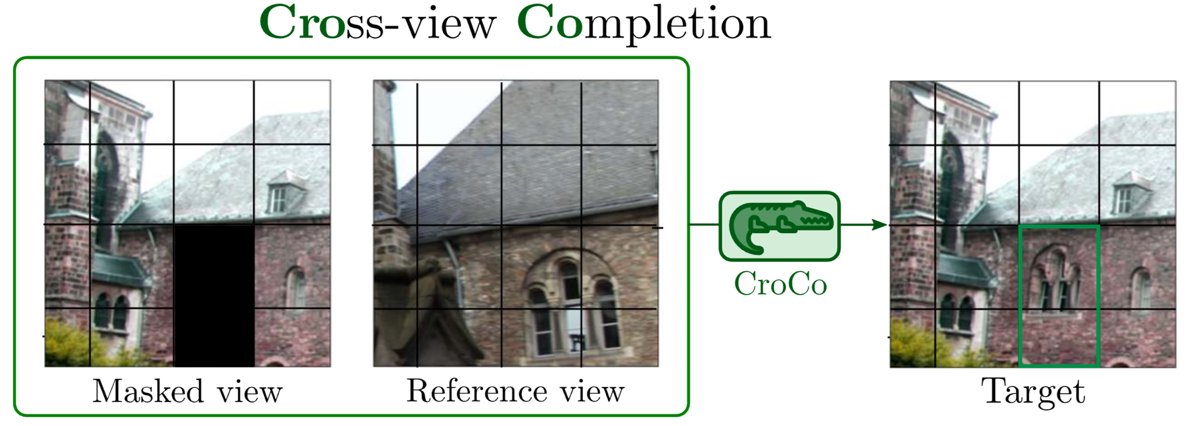 Cross-view Completion
Masked view
Reference view
CroCo
Target